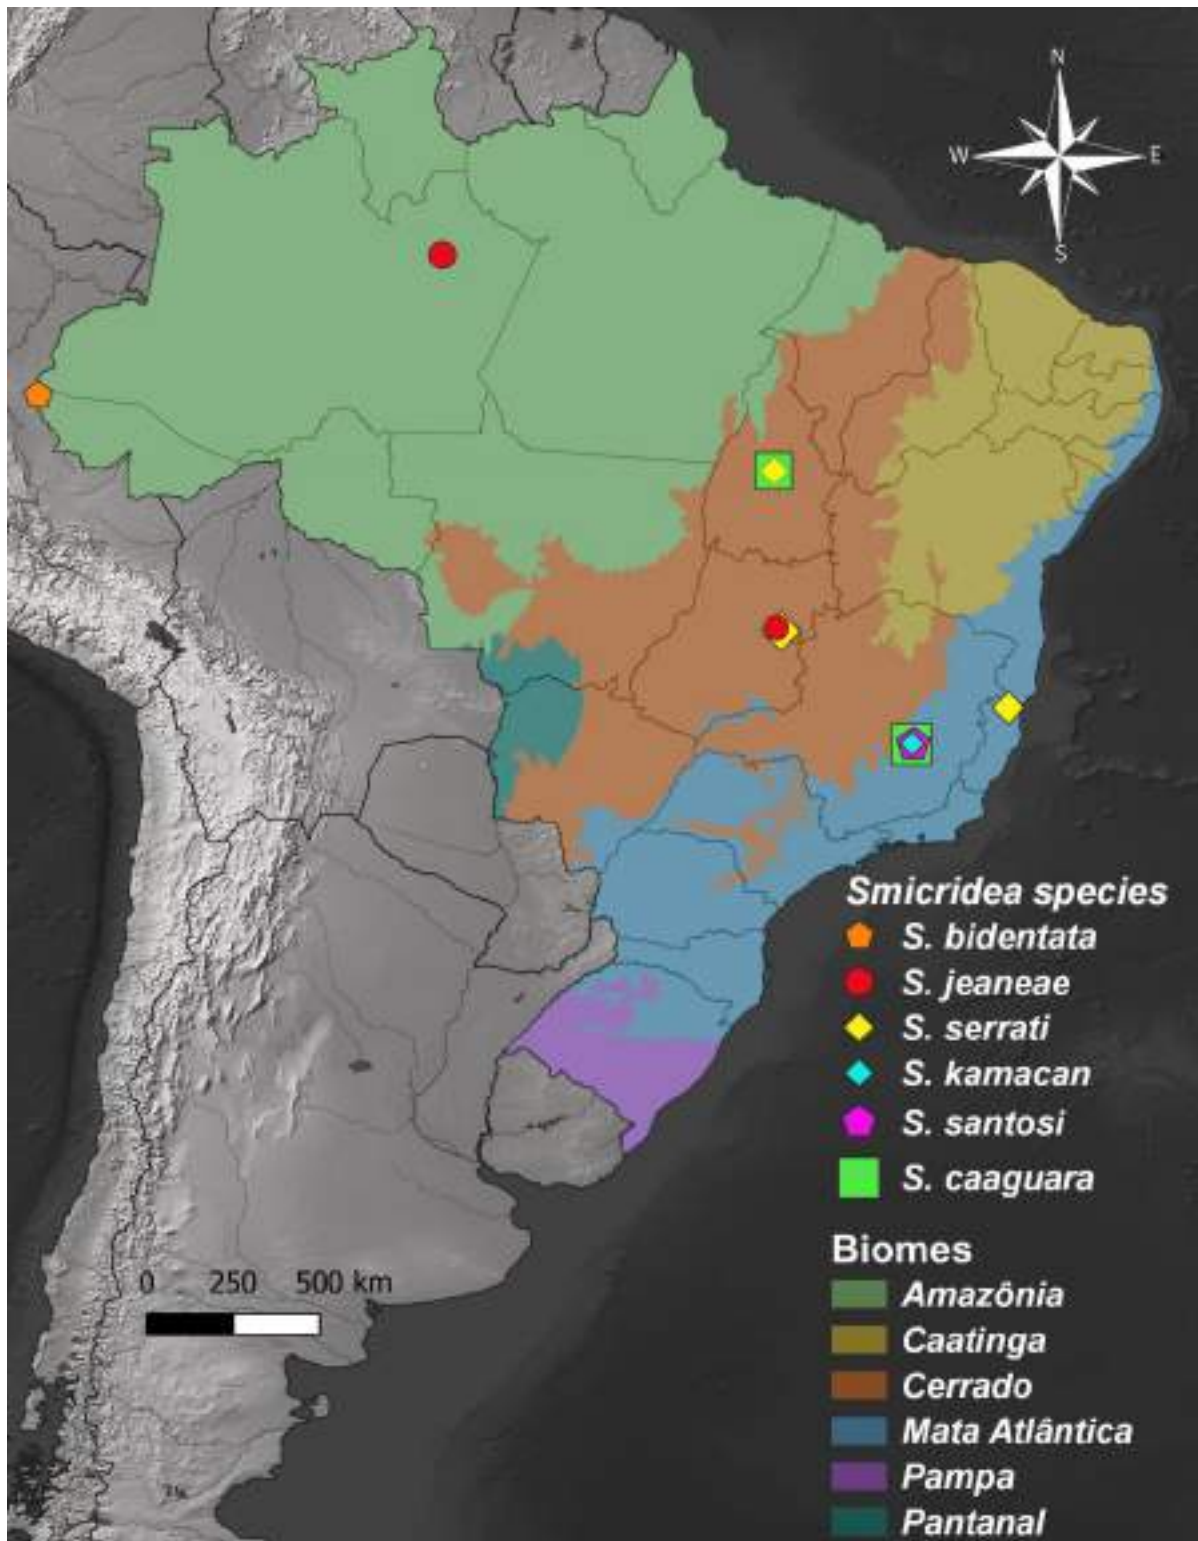 N
W E
S
Smicridea species
S. bidentata
S. jeaneae
S. serrati
S. kamacan
S. santosi
S. caaguara
Biomes
Amazônia
Caatinga
Cerrado
Mata Atlântica
Pampa
Pantanal
0 250 500 km